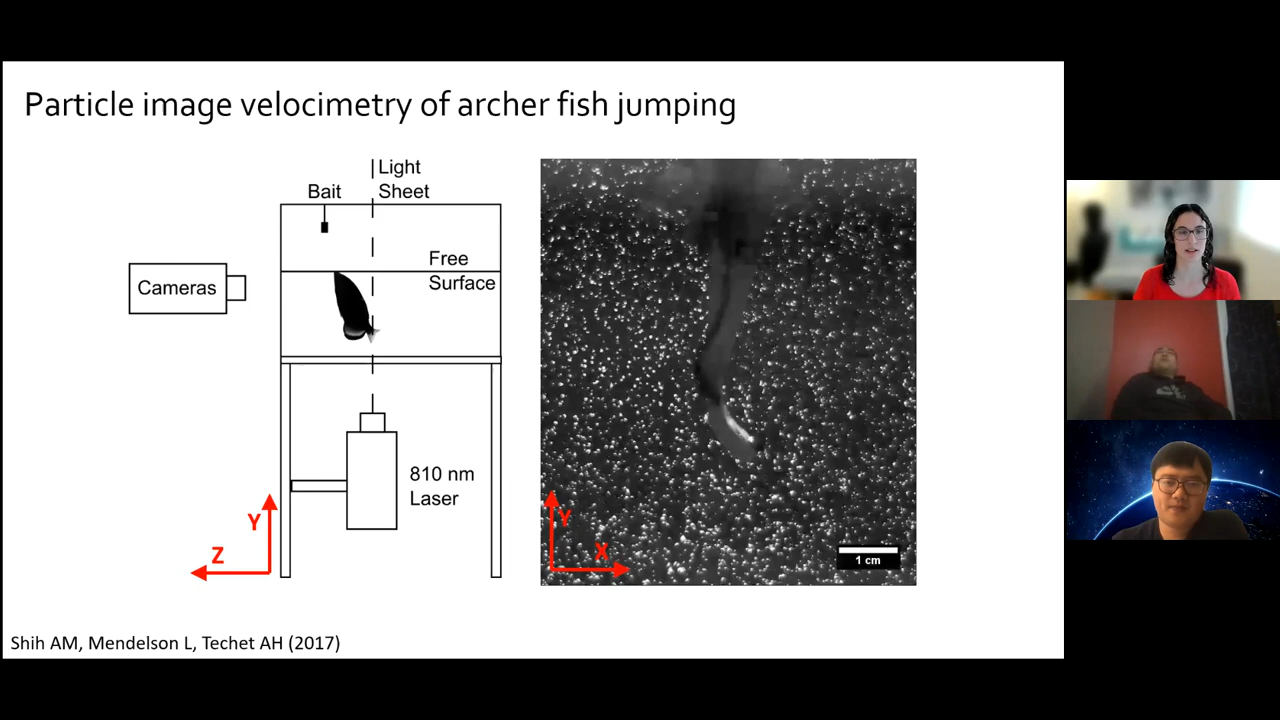 Particle image velocimetry of archer fish jumping
Light
Sheet
Bait
Free
Surface
Cameras
810 nm
Laser
Y
Z
Y
X
1 cm
Shih AM, Mendelson L, Techet AH (2017)